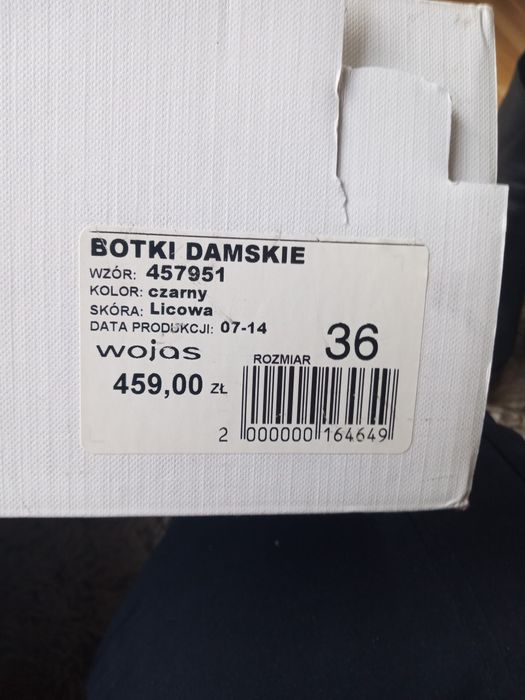 BOTKI DAMSKIE
WZÓR: 457951
KOLOR: czarny
SKÓRA: Licowa
DATA PRODUKCJI: 07-14
wojas
ROZMIAR 36
459,00 ZŁ
2 000000 164649